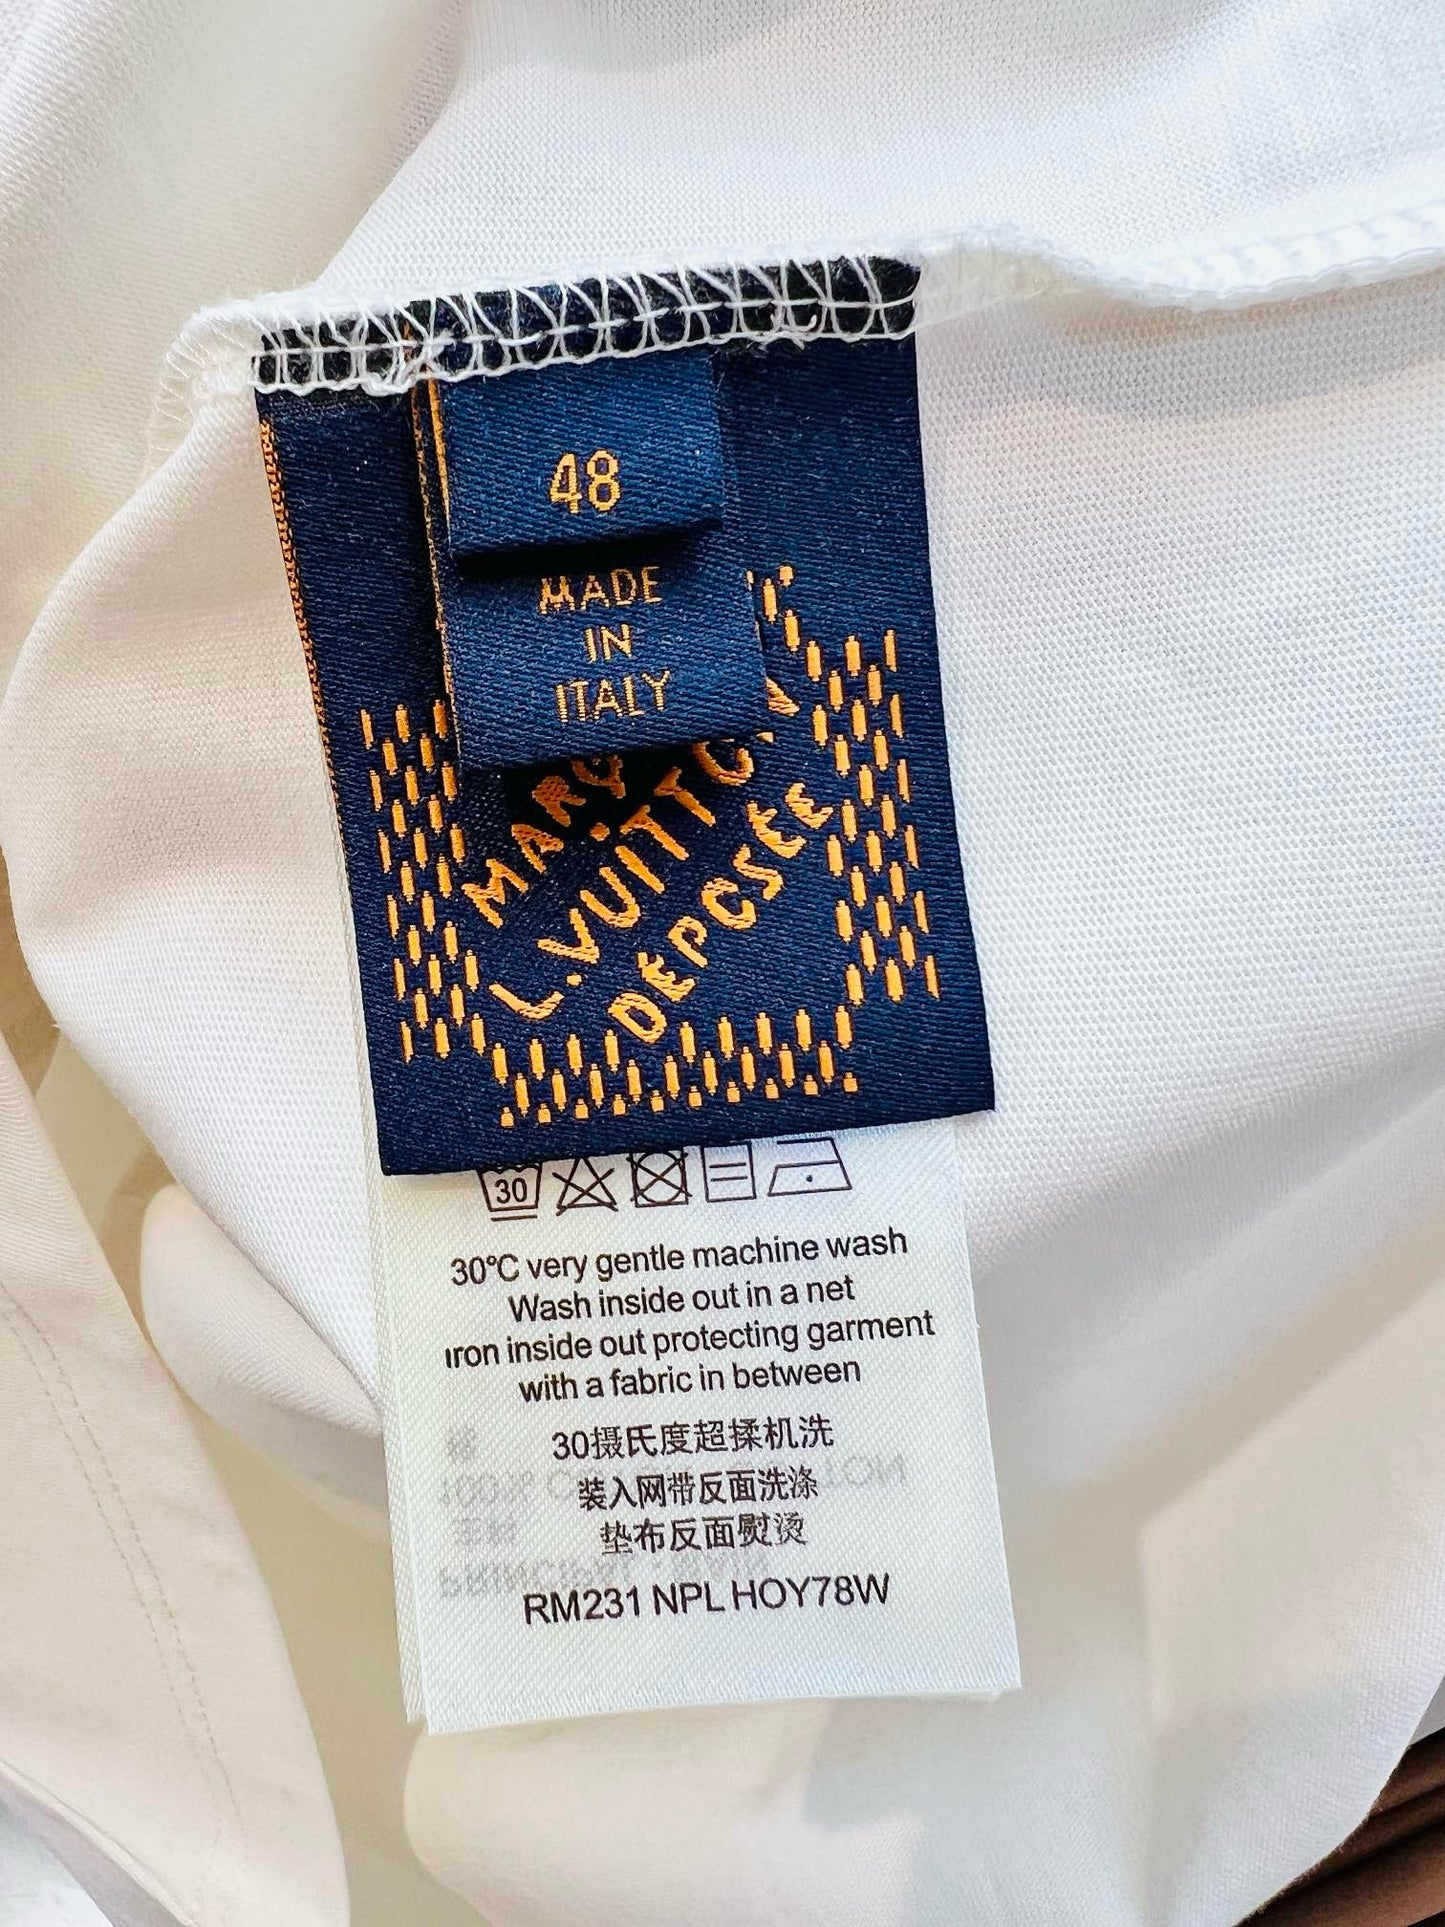 48
MADE
IN
ITALY
L.VUITTON
DEPCSEE
30
30°C very gentle machine wash
Wash inside out in a net
Iron inside out protecting garment
with a fabric in between
30摄氏度超揉机洗
装入网带反面洗涤
垫布反面熨烫
RM231 NPL HOY78W